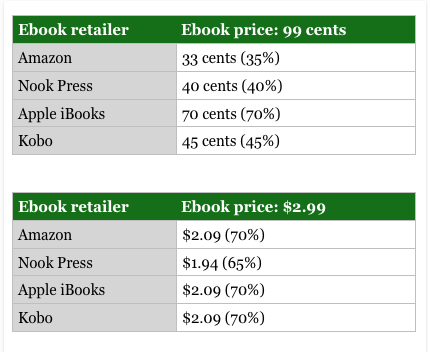 Ebook retailer Ebook price: 99 cents
Amazon 33 cents (35%)
Nook Press 40 cents (40%)
Apple iBooks 70 cents (70%)
Kobo 45 cents (45%)
Ebook retailer Ebook price: $2.99
Amazon $2.09 (70%)
Nook Press $1.94 (65%)
Apple iBooks $2.09 (70%)
Kobo $2.09 (70%)